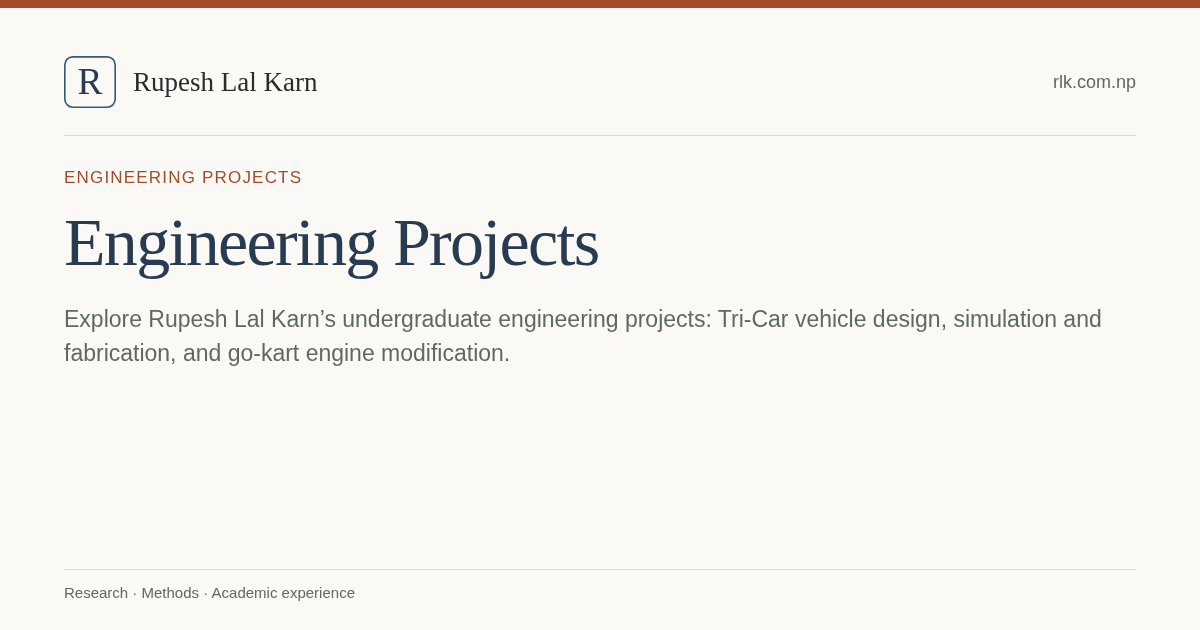 R
Rupesh Lal Karn
rlk.com.np
ENGINEERING PROJECTS
Engineering Projects
Explore Rupesh Lal Karn’s undergraduate engineering projects: Tri-Car vehicle design, simulation and
fabrication, and go-kart engine modification.
Research · Methods · Academic experience